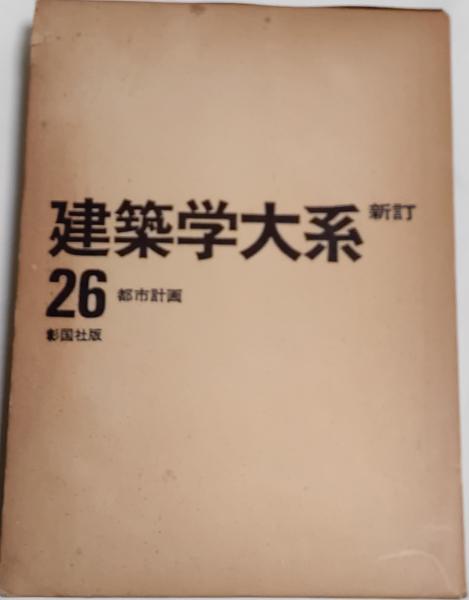 建築学大系 新訂
26 都市計画
彰国社版